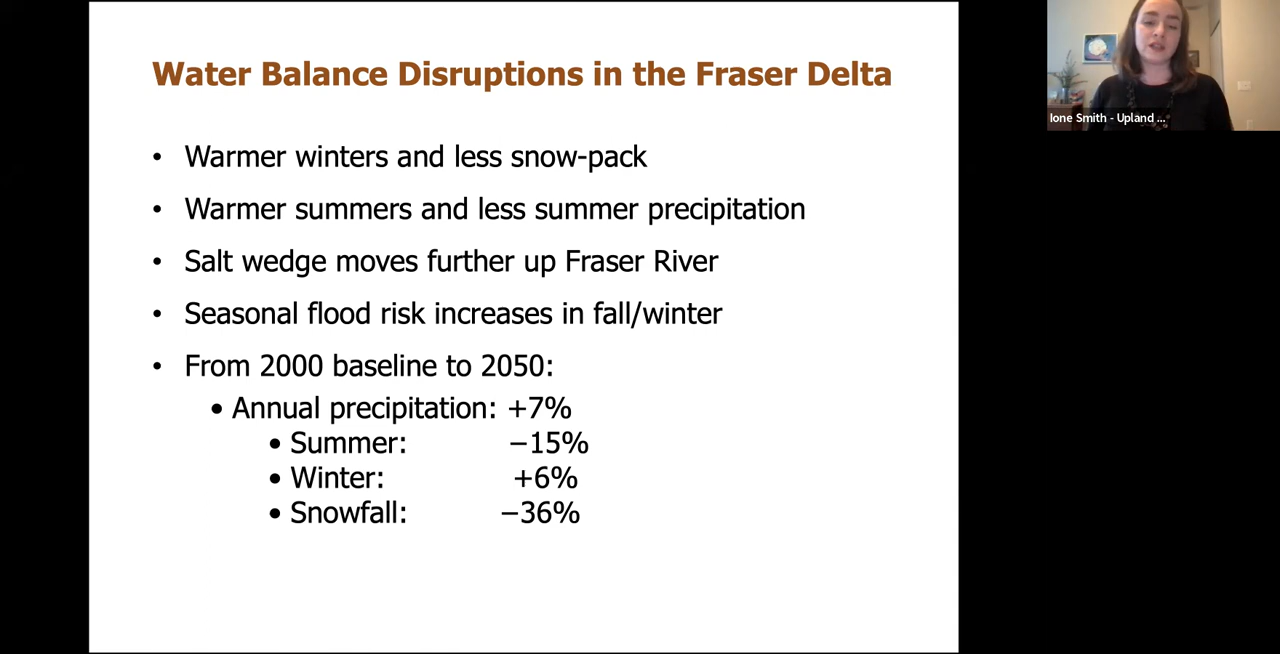 Water Balance Disruptions in the Fraser Delta
• Warmer winters and less snow-pack
• Warmer summers and less summer precipitation
• Salt wedge moves further up Fraser River
• Seasonal flood risk increases in fall/winter
• From 2000 baseline to 2050:
• Annual precipitation: +7%
• Summer: −15%
• Winter: +6%
• Snowfall: −36%
Ione Smith - Upland ...